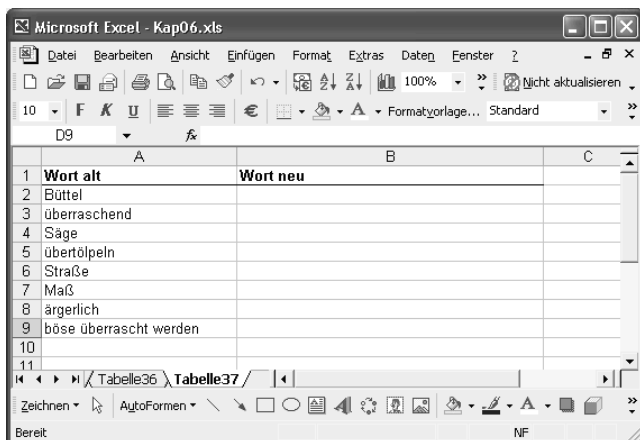 Microsoft Excel - Kap06.xls
Datei Bearbeiten Ansicht Einfügen Format Extras Daten Fenster ?
100% Nicht aktualisieren
10 F K U € A Formatvorlage... Standard
D9 fx
A B C
1 Wort alt Wort neu
2 Büttel
3 überraschend
4 Säge
5 übertölpeln
6 Straße
7 Maß
8 ärgerlich
9 böse überrascht werden
10
11
Tabelle36 Tabelle37
Zeichnen AutoFormen A
Bereit NF